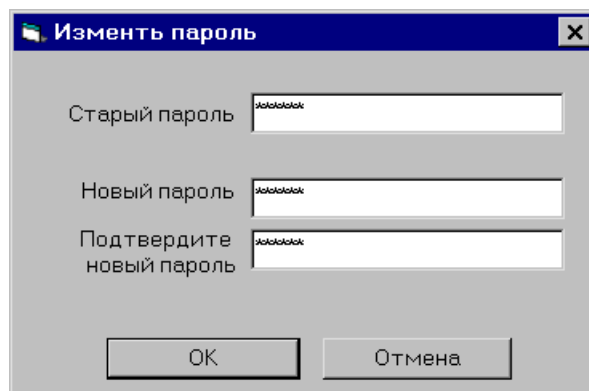 Изменть пароль
Старый пароль
*******
Новый пароль
*******
Подтвердите
новый пароль
*******
OK
Отмена